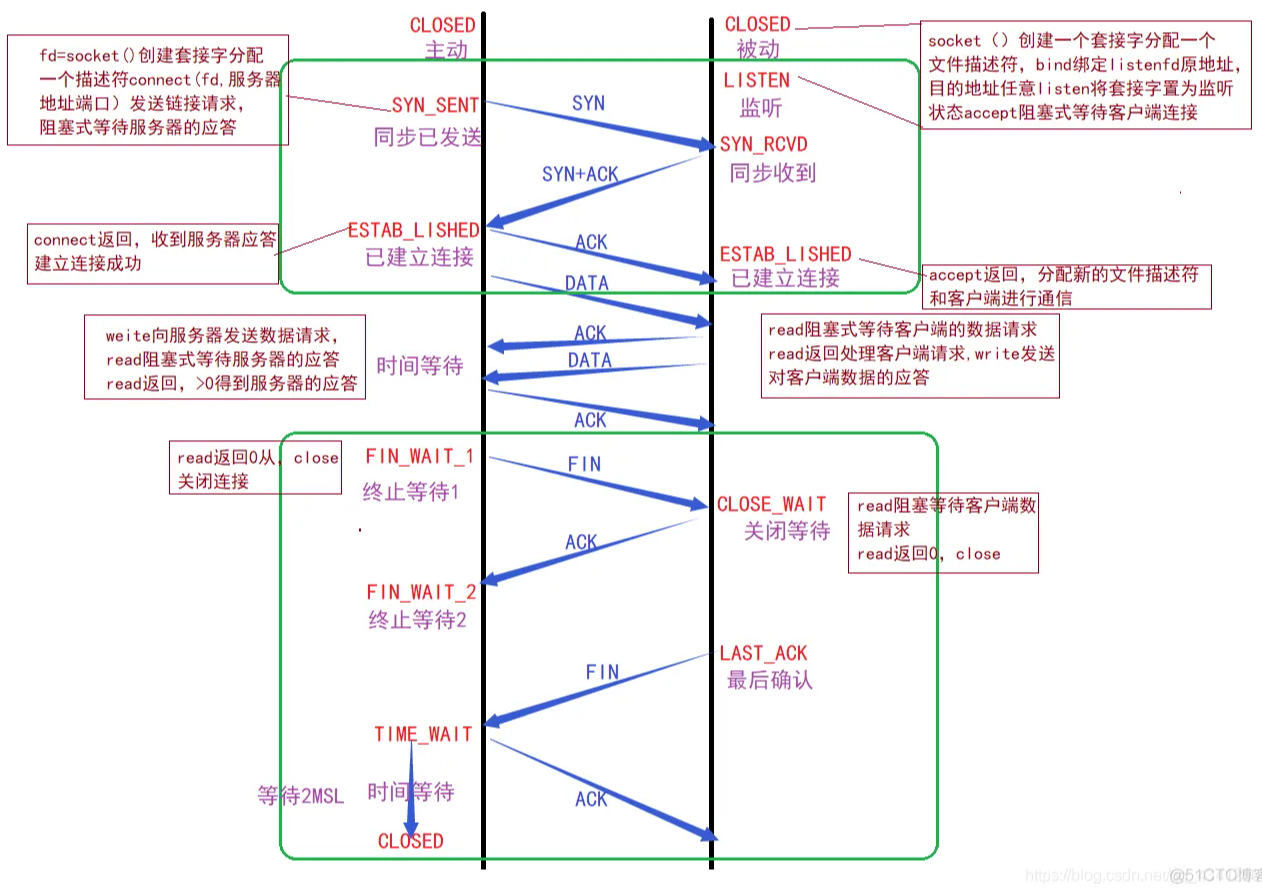 CLOSED
主动
CLOSED
被动
fd=socket()创建套接字分配
一个描述符connect(fd,服务器
地址端口）发送链接请求，
阻塞式等待服务器的应答
socket（）创建一个套接字分配一个
文件描述符，bind绑定listenfd原地址，
目的地址任意listen将套接字置为监听
状态accept阻塞式等待客户端连接
LISTEN
监听
SYN_SENT
同步已发送
SYN
SYN_RCVD
同步收到
SYN+ACK
ESTAB_LISHED
已建立连接
connect返回，收到服务器应答
建立连接成功
ACK
ESTAB_LISHED
已建立连接
accept返回，分配新的文件描述符
和客户端进行通信
DATA
weite向服务器发送数据请求，
read阻塞式等待服务器的应答
read返回，>0得到服务器的应答
时间等待
ACK
DATA
read阻塞式等待客户端的数据请求
read返回处理客户端请求,write发送
对客户端数据的应答
ACK
read返回0从，close
关闭连接
FIN_WAIT_1
终止等待1
FIN
CLOSE_WAIT
关闭等待
read阻塞等待客户端数
据请求
read返回0，close
ACK
FIN_WAIT_2
终止等待2
LAST_ACK
最后确认
FIN
TIME_WAIT
等待2MSL
时间等待
ACK
CLOSED
https://blog.csdn.net
@51CTO博客